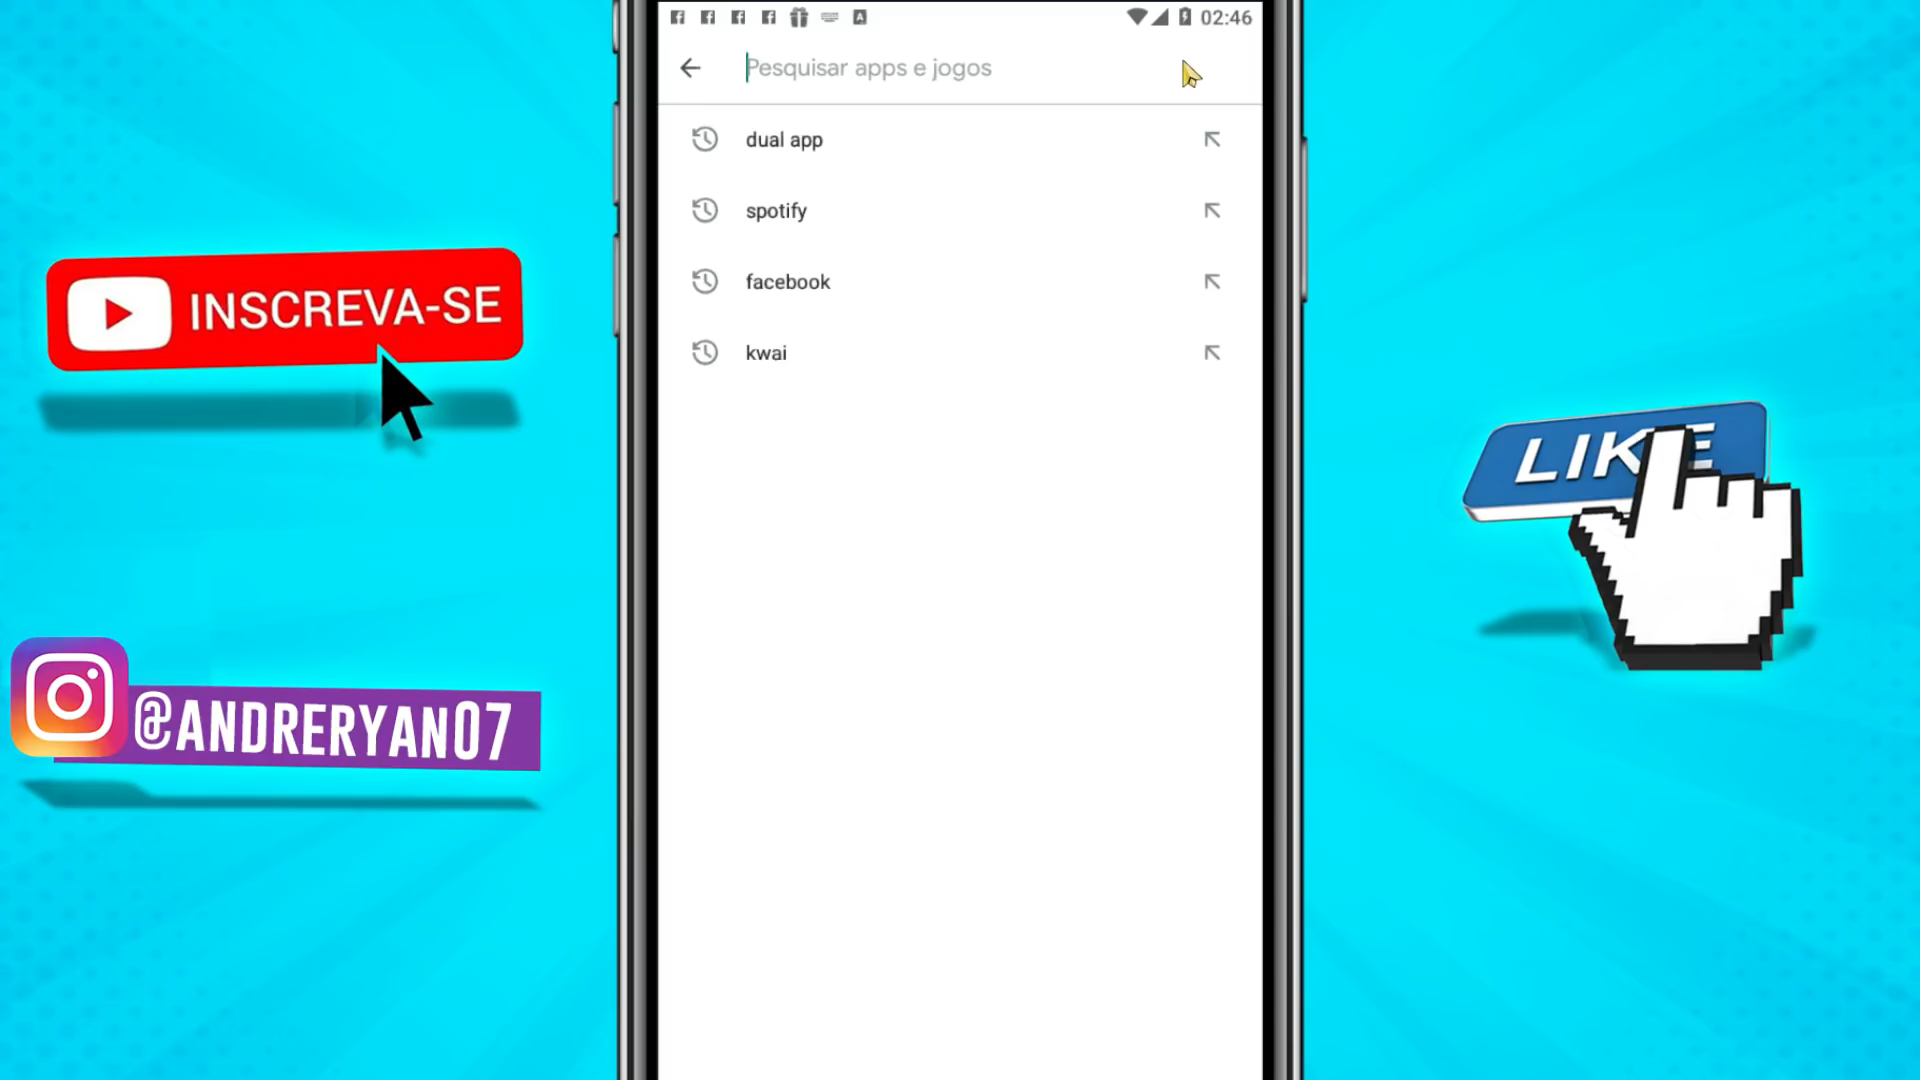 02:46
Pesquisar apps e jogos
dual app
spotify
facebook
kwai
INSCREVA-SE
@ANDRERYAN07
LIKE